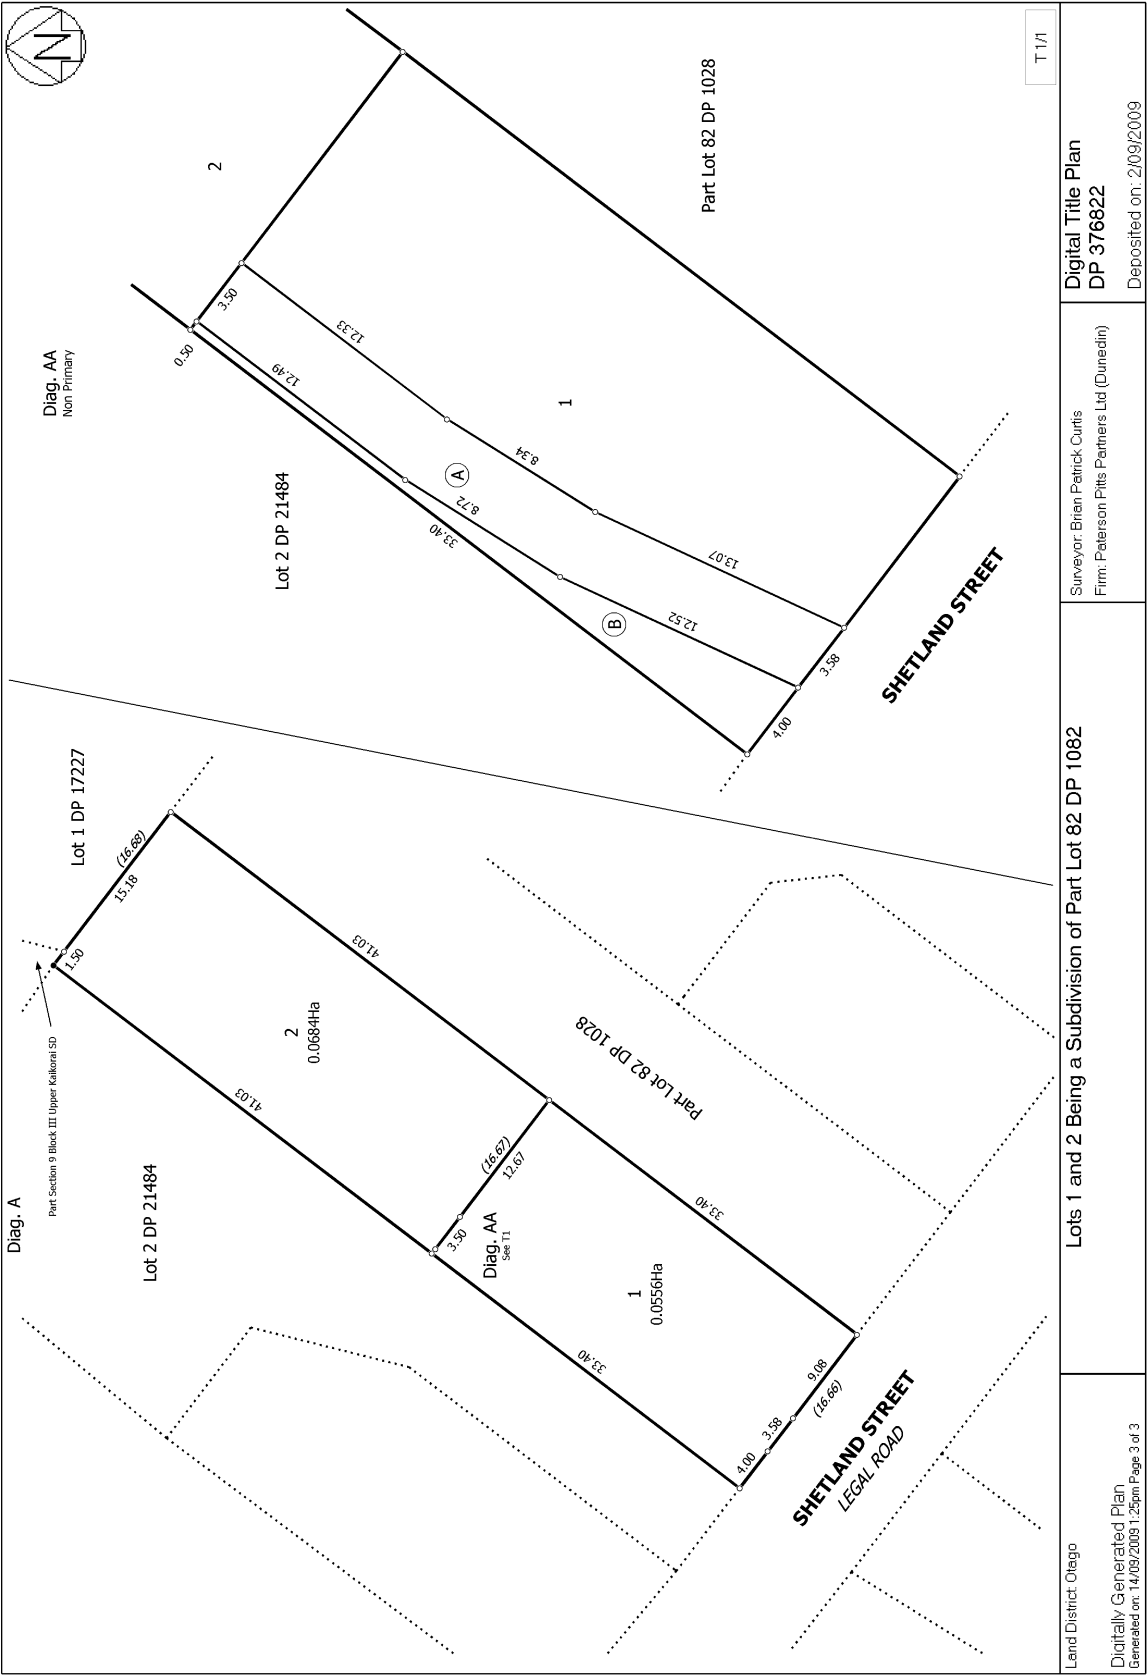 Diag. A
Part Section 9 Block III Upper Kaikorai SD
Lot 1 DP 17227
1.50
15.18
(16.68)
Lot 2 DP 21484
41.03
2
0.0684Ha
41.03
(16.67)
12.67
3.50
Diag. AA
See T1
Part Lot 82 DP 1028
33.40
1
0.0556Ha
33.40
4.00
3.58
9.08
(16.66)
SHETLAND STREET
LEGAL ROAD
Diag. AA
Non Primary
2
0.50
3.50
Lot 2 DP 21484
12.49
12.33
33.40
8.72
A
8.34
1
B
12.52
13.07
4.00
3.58
SHETLAND STREET
Part Lot 82 DP 1028
N
T 1/1
Land District: Otago
Digitally Generated Plan
Generated on: 14/09/2009 1:25pm Page 3 of 3
Lots 1 and 2 Being a Subdivision of Part Lot 82 DP 1082
Surveyor: Brian Patrick Curtis
Firm: Paterson Pitts Partners Ltd (Dunedin)
Digital Title Plan
DP 376822
Deposited on: 2/09/2009